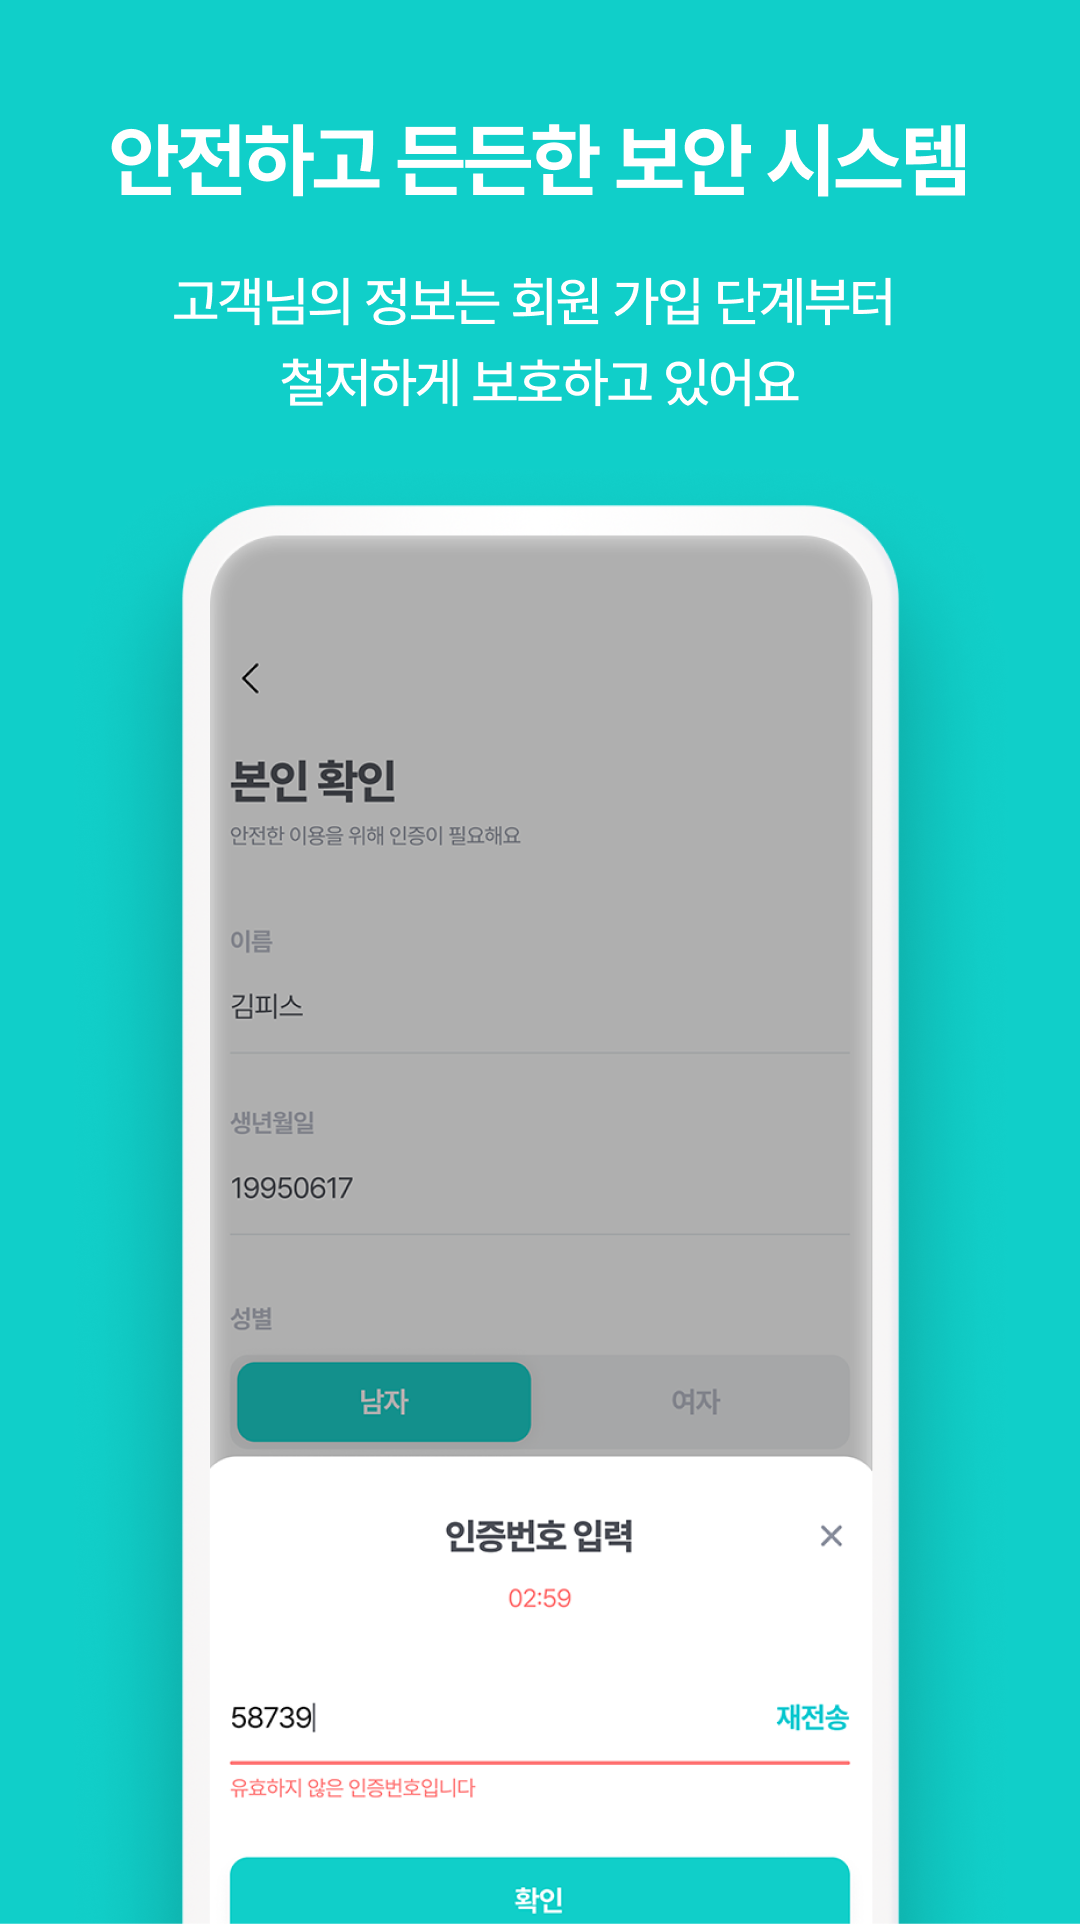 안전하고 든든한 보안 시스템
고객님의 정보는 회원 가입 단계부터
철저하게 보호하고 있어요
본인 확인
안전한 이용을 위해 인증이 필요해요
이름
김피스
생년월일
19950617
성별
남자 여자
인증번호 입력
02:59
58739 재전송
유효하지 않은 인증번호입니다
확인